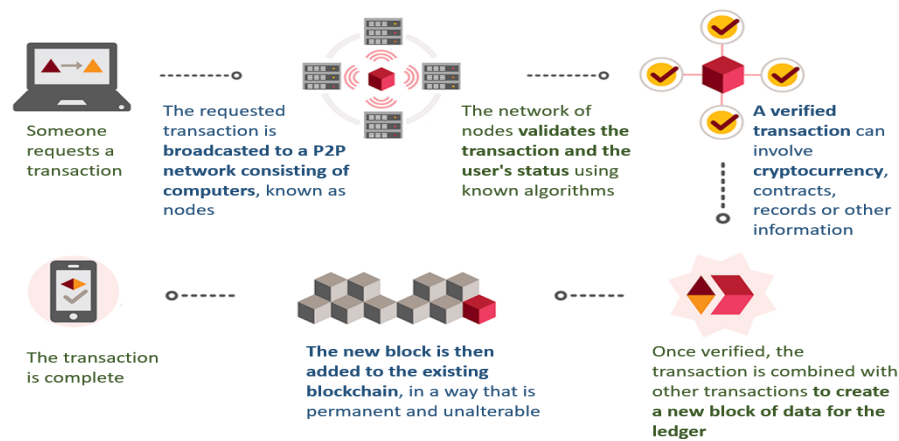 Someone
requests a
transaction
The requested
transaction is
broadcasted to a P2P
network consisting of
computers, known as
nodes
The network of
nodes validates the
transaction and the
user's status using
known algorithms
A verified
transaction can
involve
cryptocurrency,
contracts,
records or other
information
Once verified, the
transaction is combined with
other transactions to create
a new block of data for the
ledger
The new block is then
added to the existing
blockchain, in a way that is
permanent and unalterable
The transaction
is complete